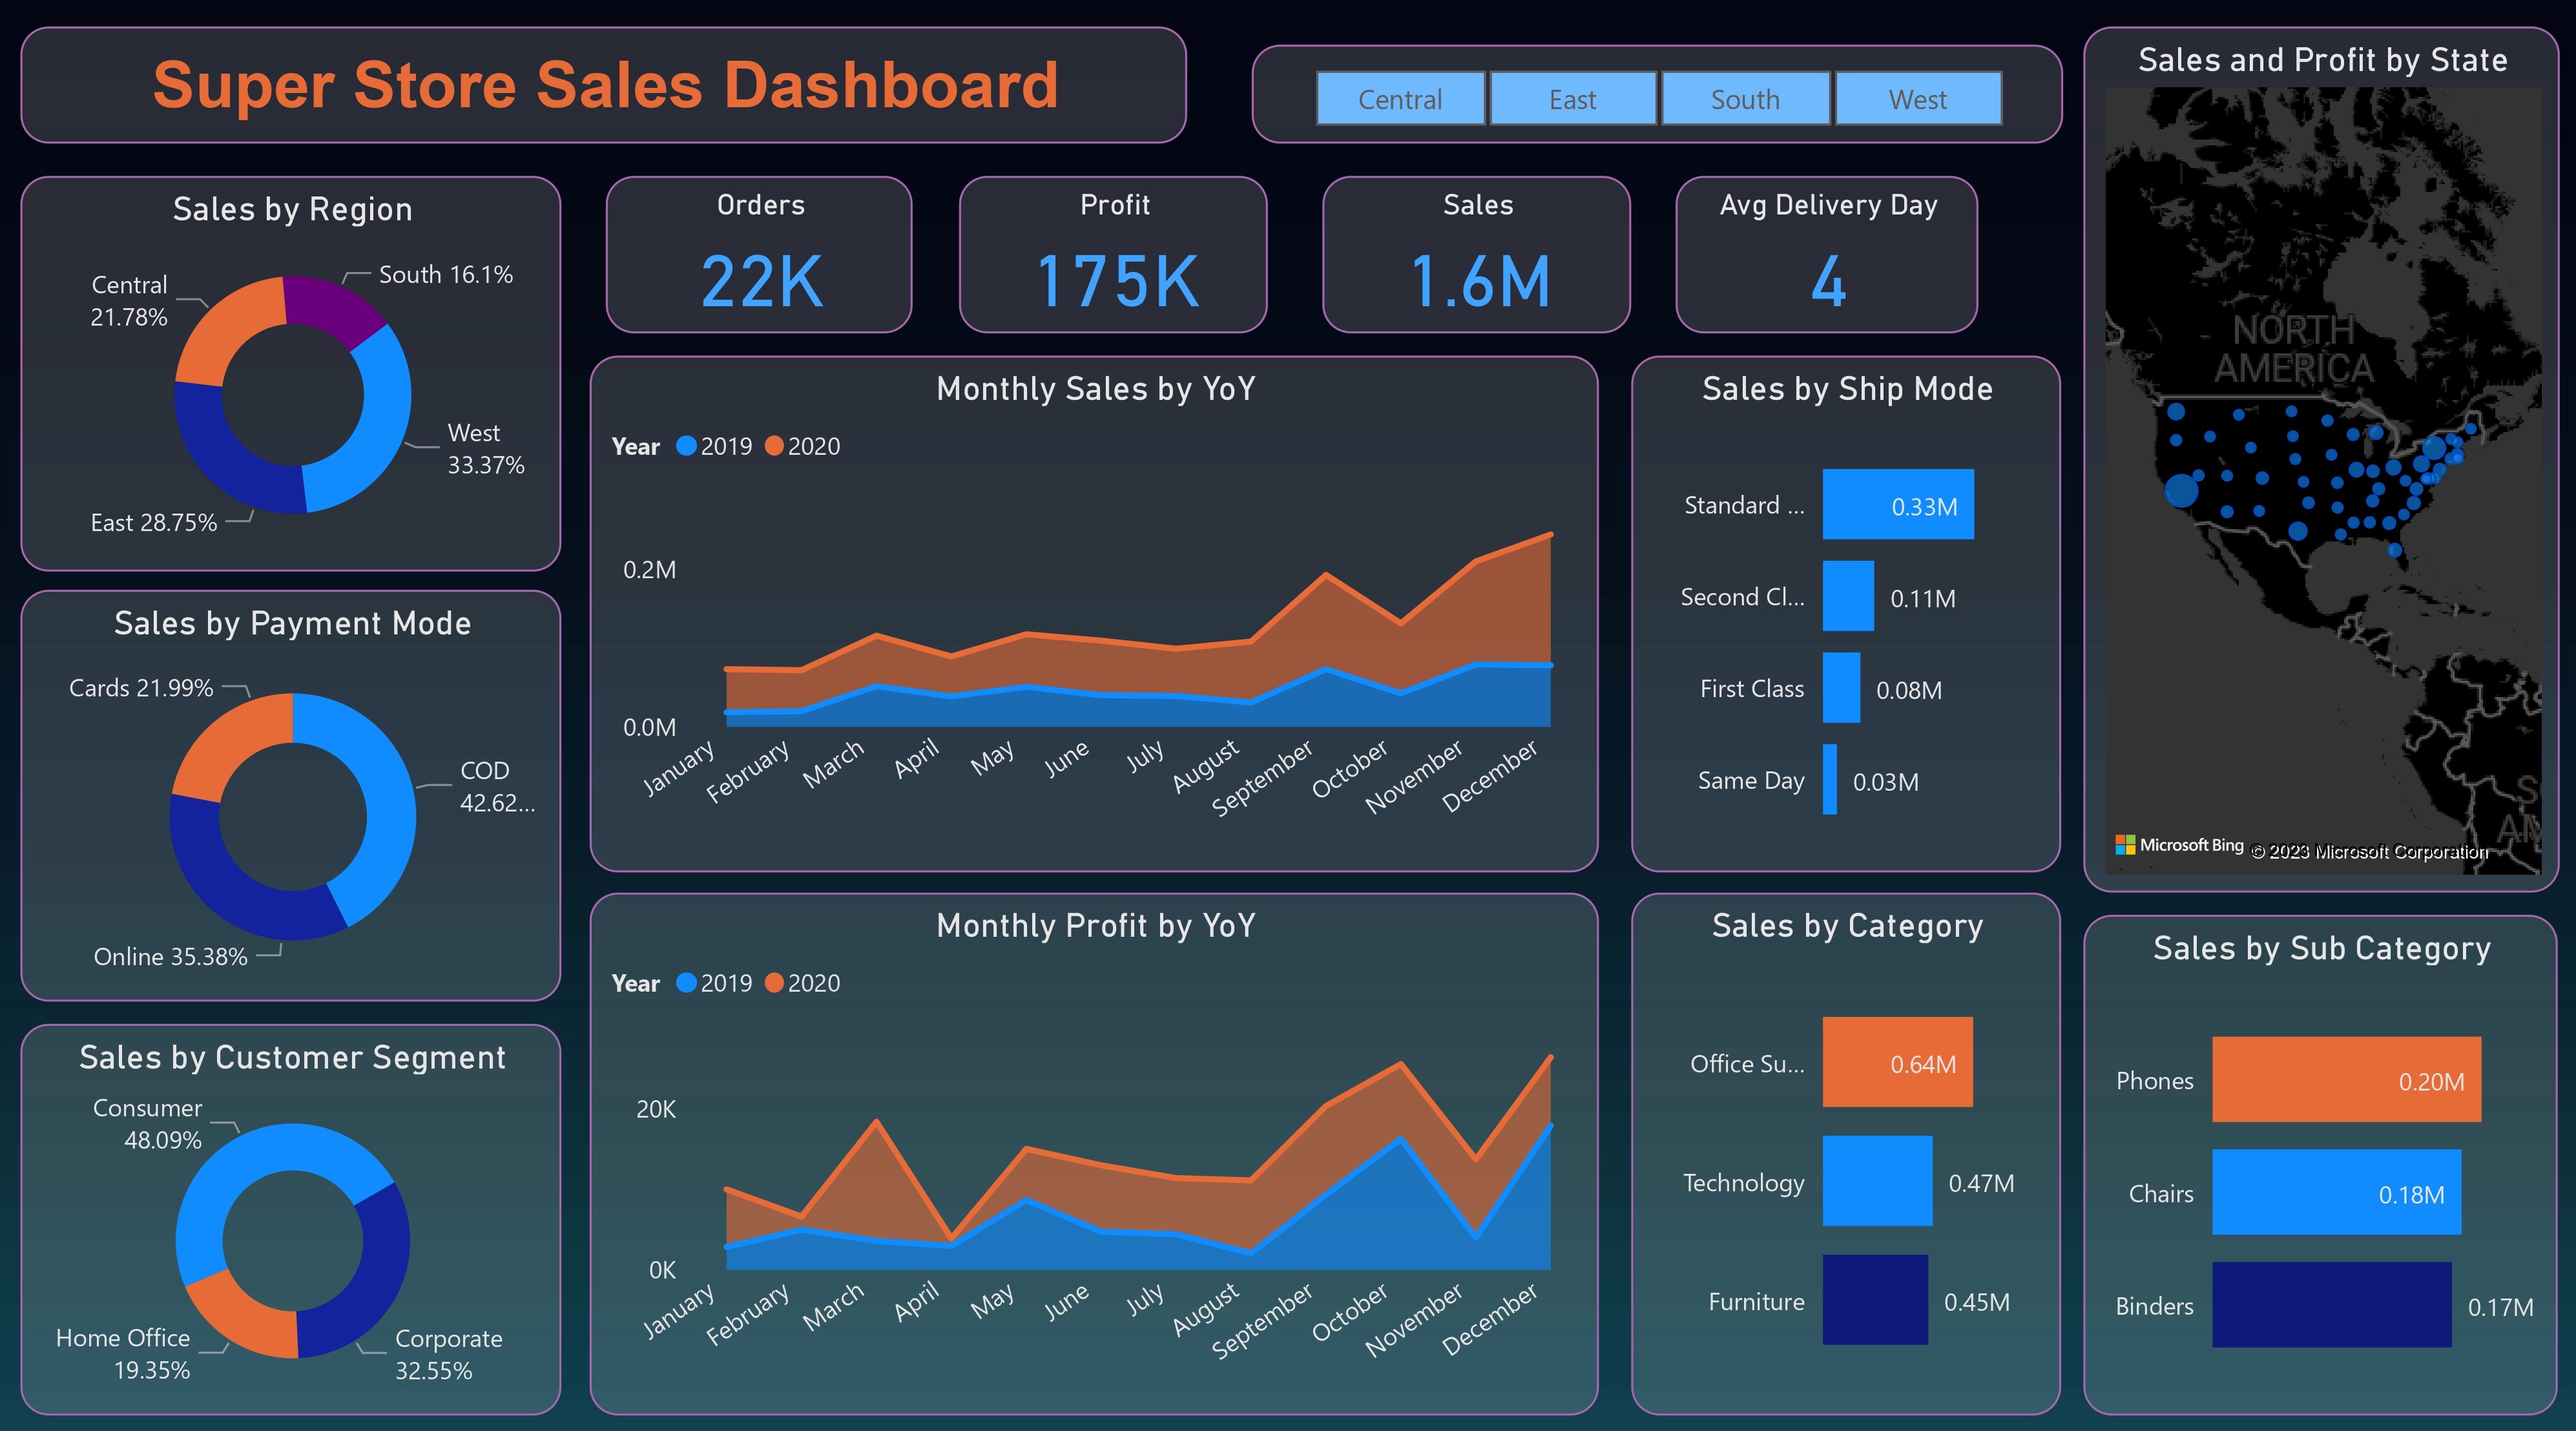 Super Store Sales Dashboard
Central
East
South
West
Sales by Region
Central
21.78%
South 16.1%
West
33.37%
East 28.75%
Orders
22K
Profit
175K
Sales
1.6M
Avg Delivery Day
4
Sales and Profit by State
NORTH
AMERICA
Microsoft Bing
© 2023 Microsoft Corporation
Sales by Payment Mode
Cards 21.99%
COD
42.62...
Online 35.38%
Monthly Sales by YoY
Year 2019 2020
0.2M
0.0M
January
February
March
April
May
June
July
August
September
October
November
December
Sales by Ship Mode
Standard ...
0.33M
Second Cl...
0.11M
First Class
0.08M
Same Day
0.03M
Sales by Customer Segment
Consumer
48.09%
Home Office
19.35%
Corporate
32.55%
Monthly Profit by YoY
Year 2019 2020
20K
0K
January
February
March
April
May
June
July
August
September
October
November
December
Sales by Category
Office Su...
0.64M
Technology
0.47M
Furniture
0.45M
Sales by Sub Category
Phones
0.20M
Chairs
0.18M
Binders
0.17M